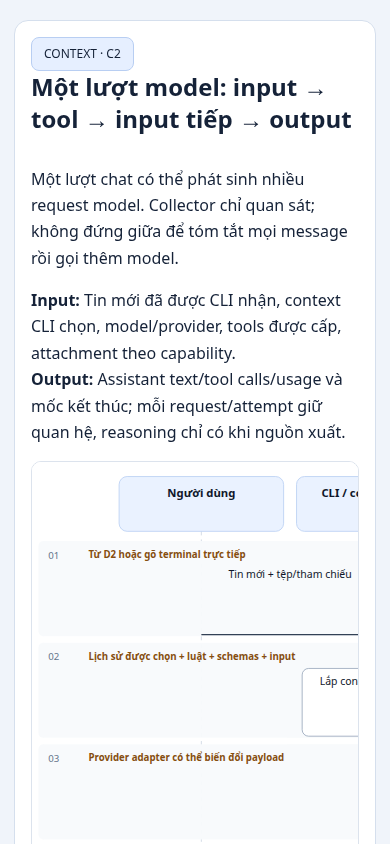 CONTEXT · C2
Một lượt model: input →
tool → input tiếp → output
Một lượt chat có thể phát sinh nhiều
request model. Collector chỉ quan sát;
không đứng giữa để tóm tắt mọi message
rồi gọi thêm model.
Input: Tin mới đã được CLI nhận, context
CLI chọn, model/provider, tools được cấp,
attachment theo capability.
Output: Assistant text/tool calls/usage và
mốc kết thúc; mỗi request/attempt giữ
quan hệ, reasoning chỉ có khi nguồn xuất.
Người dùng
CLI / c
01
Từ D2 hoặc gõ terminal trực tiếp
Tin mới + tệp/tham chiếu
02
Lịch sử được chọn + luật + schemas + input
Lắp con
03
Provider adapter có thể biến đổi payload